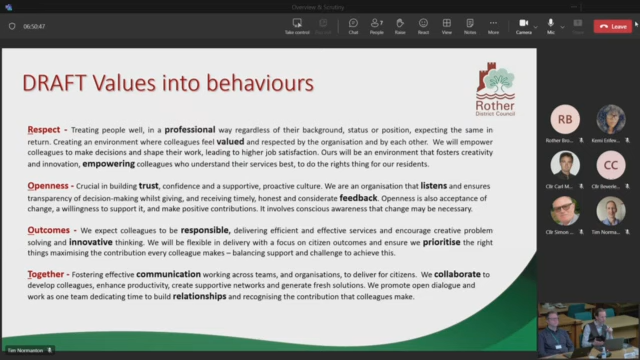 Overview & Scrutiny
06:50:47
Take control
Chat
People
7
Raise
React
View
Notes
More
Camera
Mic
Leave
DRAFT Values into behaviours
Rother
District Council
Respect - Treating people well, in a professional way regardless of their background, status or position, expecting the same in
return. Creating an environment where colleagues feel valued and respected by the organisation and by each other. We will empower
colleagues to make decisions and shape their work, leading to higher job satisfaction. Ours will be an environment that fosters creativity
and innovation, empowering colleagues who understand their services best, to do the right thing for our residents.
Openness - Crucial in building trust, confidence and a supportive, proactive culture. We are an organisation that listens and ensures
transparency of decision-making whilst giving, and receiving timely, honest and considerate feedback. Openness is also acceptance of
change, a willingness to support it, and make positive contributions. It involves conscious awareness that change may be necessary.
Outcomes - We expect colleagues to be responsible, delivering efficient and effective services and encourage creative problem
solving and innovative thinking. We will be flexible in delivery with a focus on citizen outcomes and ensure we prioritise the right
things maximising the contribution every colleague makes – balancing support and challenge to achieve this.
Together - Fostering effective communication working across teams, and organisations, to deliver for citizens. We collaborate to
develop colleagues, enhance productivity, create supportive networks and generate fresh solutions. We promote open dialogue and
work as one team dedicating time to build relationships and recognising the contribution that colleagues make.
RB
Rother Bro...
CC
Cllr Carl M...
Cllr Beverle...
Cllr Simon ...
Tim Norman...
Tim Normanton